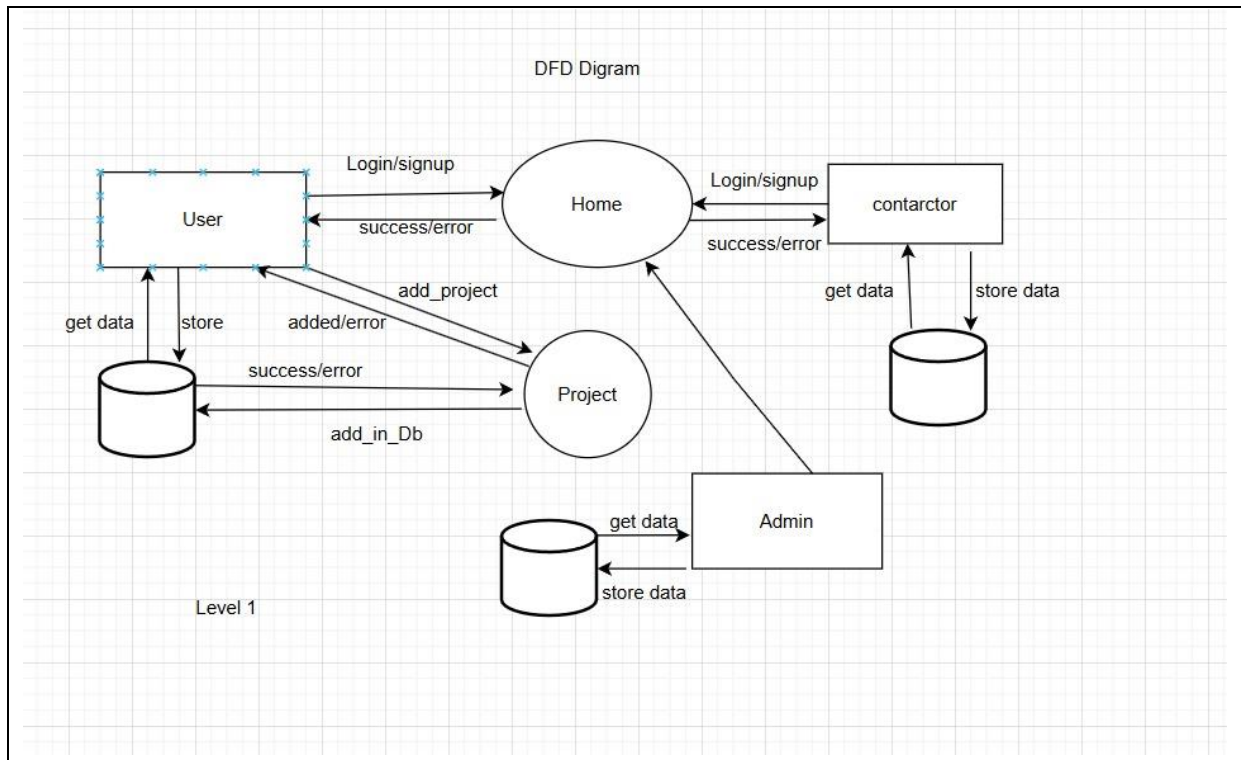 DFD Digram
Login/signup
User
success/error
Home
Login/signup
contarctor
success/error
add_project
added/error
get data
store
get data
store data
success/error
Project
add_in_Db
get data
Admin
store data
Level 1